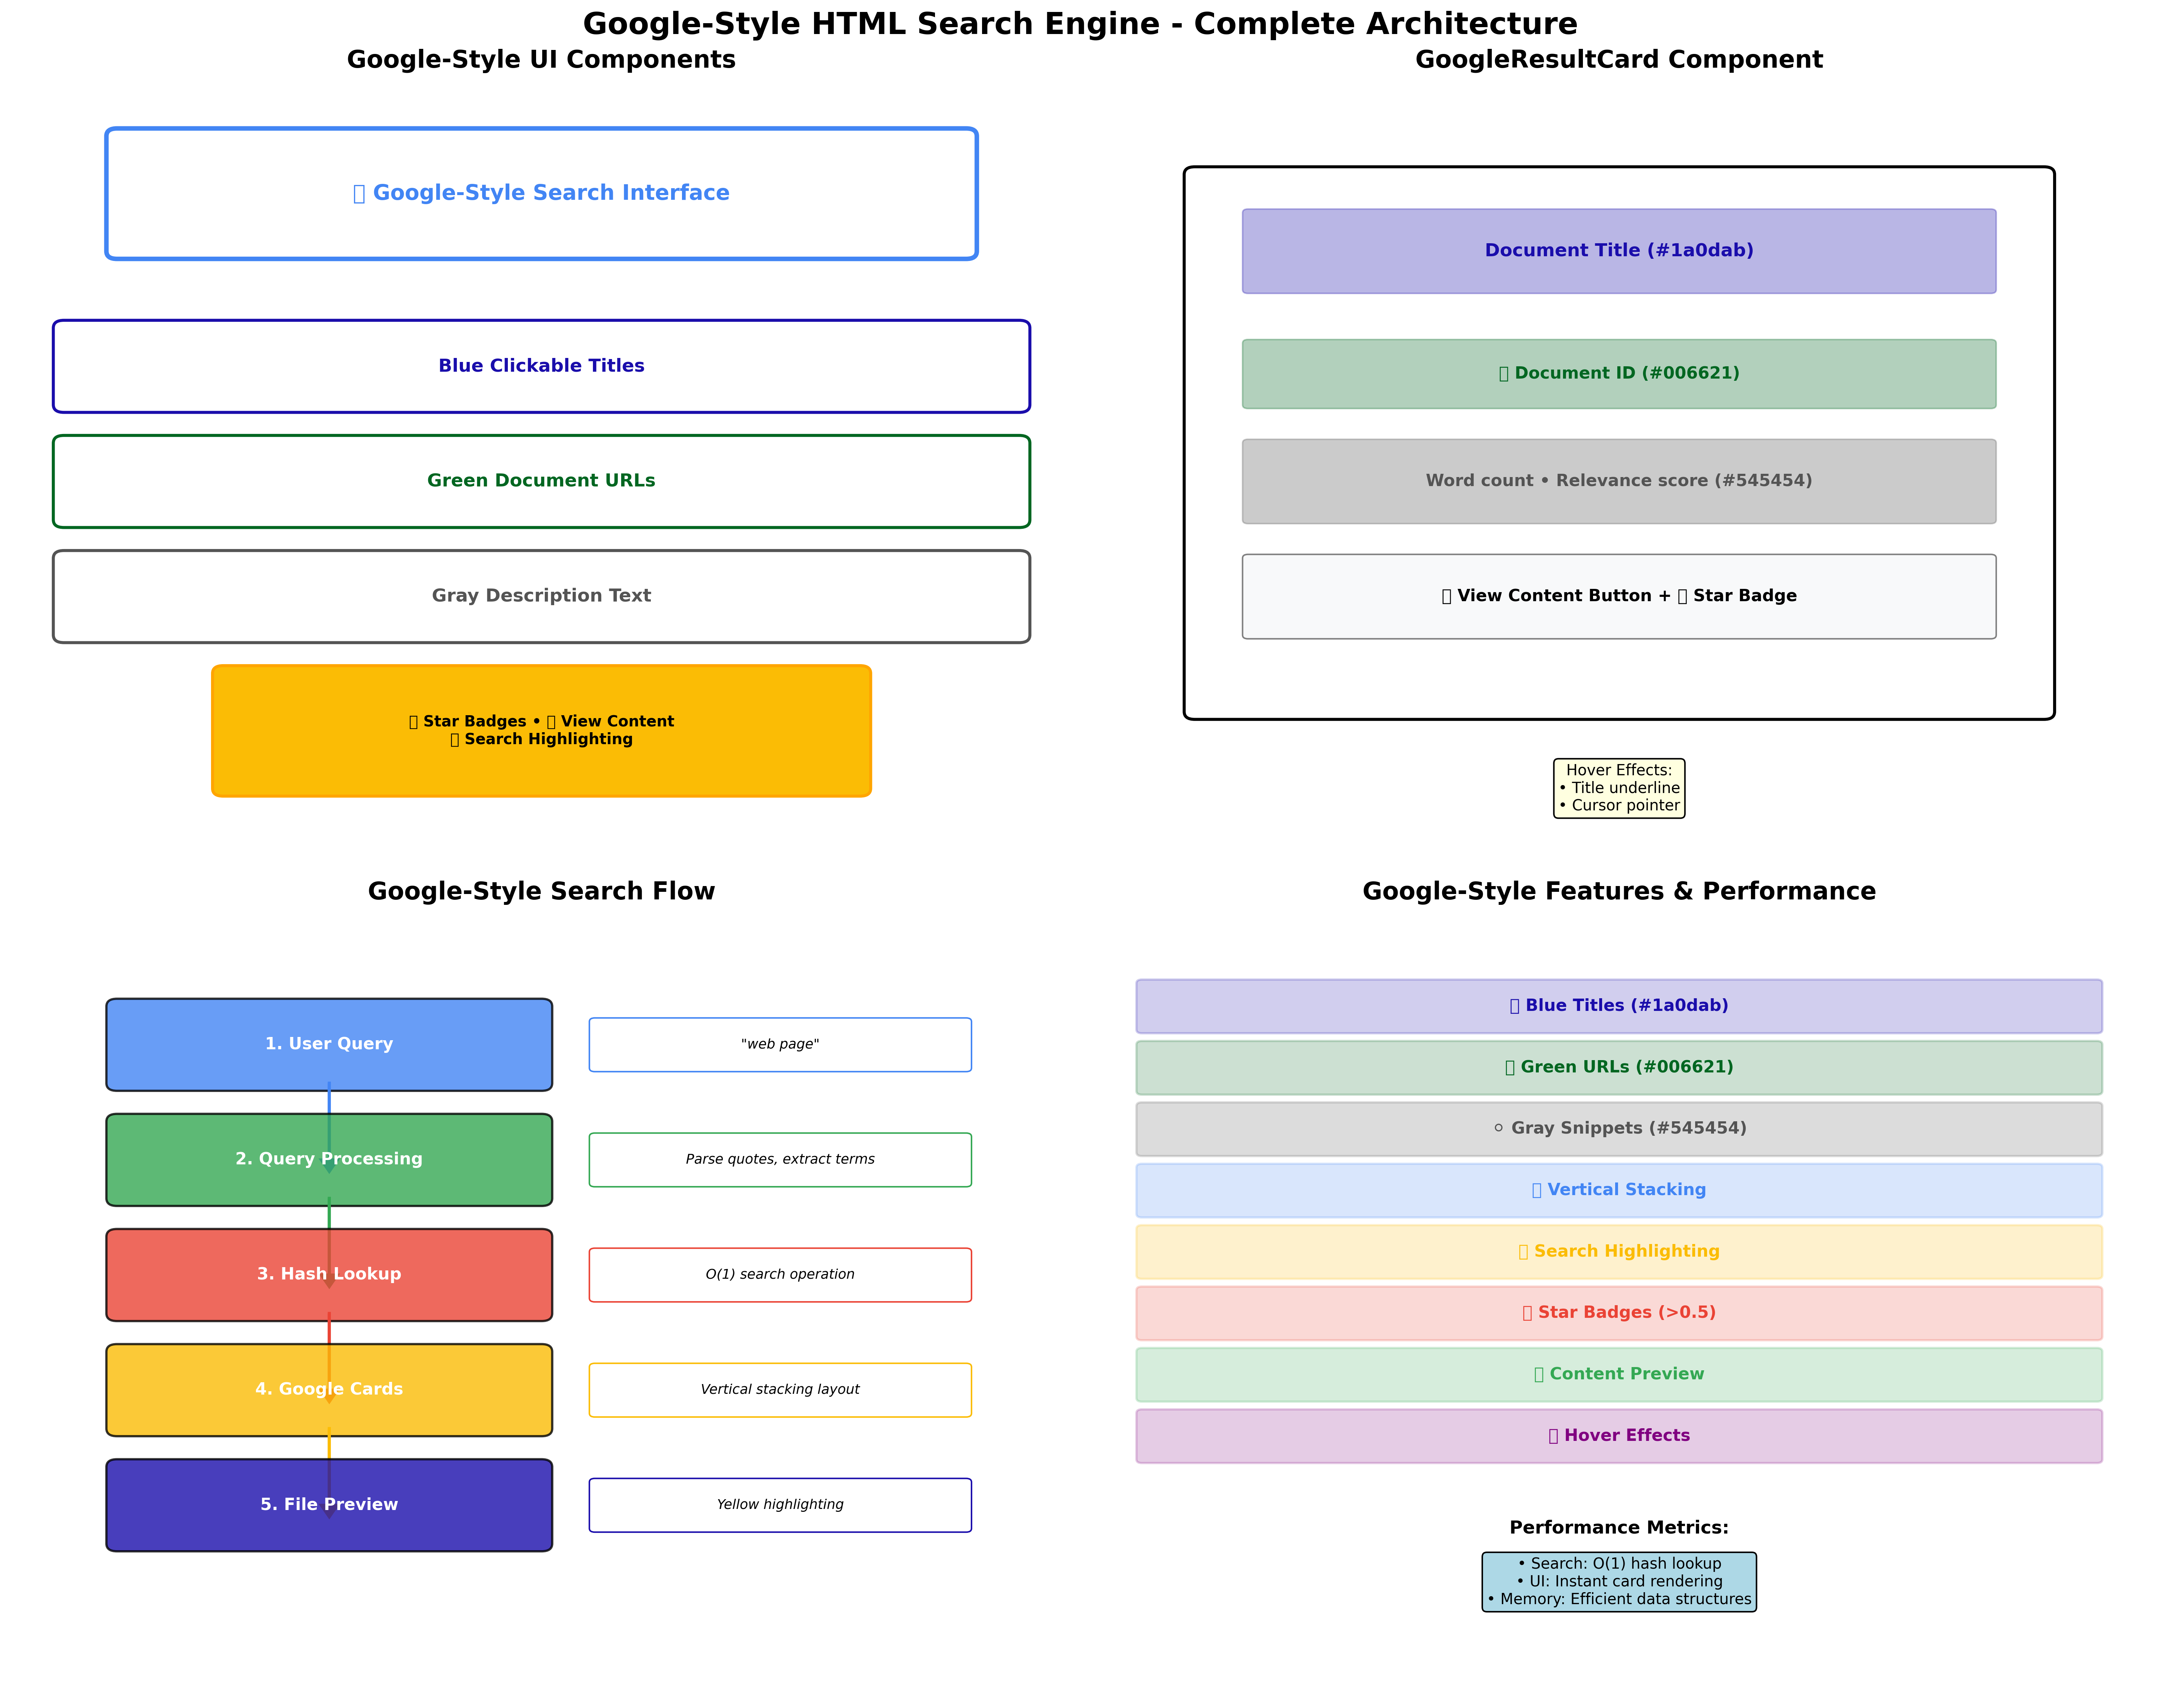 Google-Style HTML Search Engine - Complete Architecture
Google-Style UI Components
Google-Style Search Interface
Blue Clickable Titles
Green Document URLs
Gray Description Text
Star Badges • View Content
Search Highlighting
GoogleResultCard Component
Document Title (#1a0dab)
Document ID (#006621)
Word count • Relevance score (#545454)
View Content Button + Star Badge
Hover Effects:
• Title underline
• Cursor pointer
Google-Style Search Flow
1. User Query
"web page"
2. Query Processing
Parse quotes, extract terms
3. Hash Lookup
O(1) search operation
4. Google Cards
Vertical stacking layout
5. File Preview
Yellow highlighting
Google-Style Features & Performance
Blue Titles (#1a0dab)
Green URLs (#006621)
⚪ Gray Snippets (#545454)
Vertical Stacking
Search Highlighting
Star Badges (>0.5)
Content Preview
Hover Effects
Performance Metrics:
• Search: O(1) hash lookup
• UI: Instant card rendering
• Memory: Efficient data structures